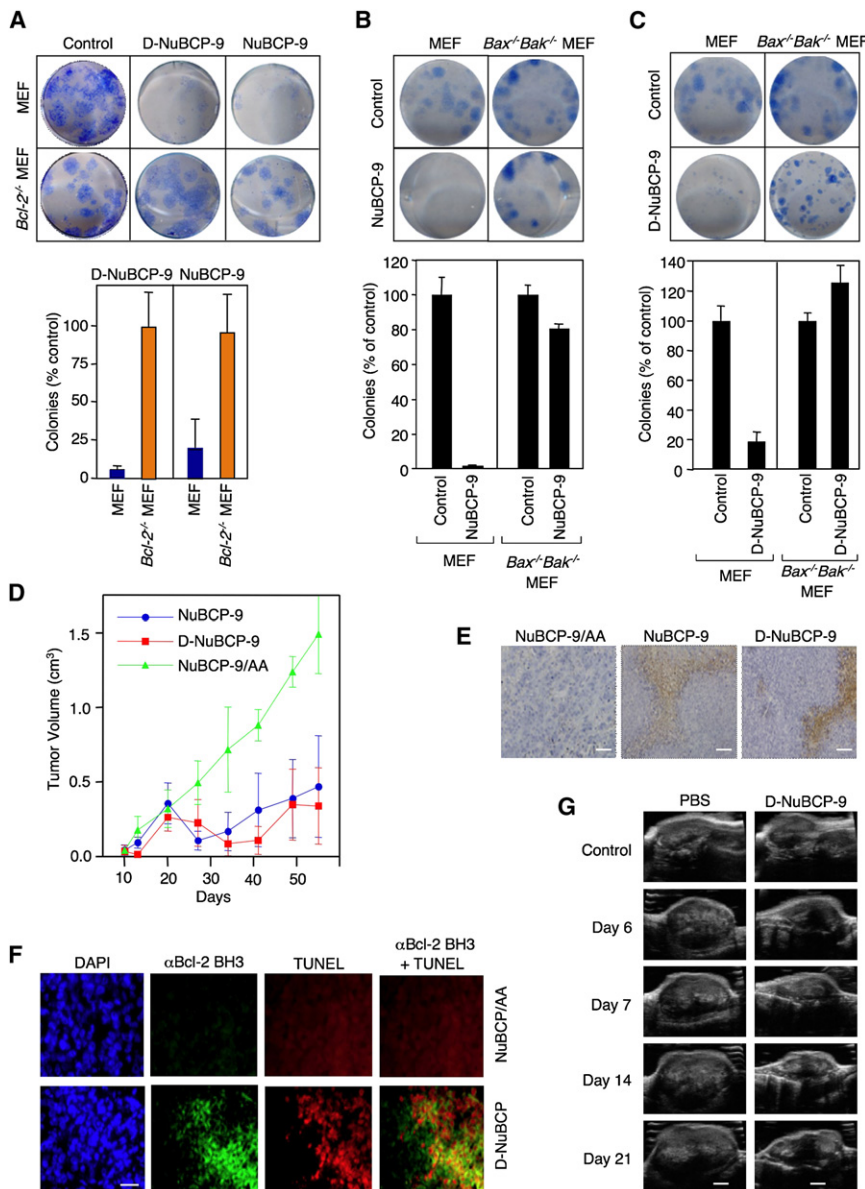 A
Control D-NuBCP-9 NuBCP-9
MEF
Bcl-2-/- MEF
D-NuBCP-9 NuBCP-9
Colonies (% control)
100
75
50
25
0
MEF
Bcl-2-/- MEF
MEF
Bcl-2-/- MEF
B
MEF Bax-/-Bak-/- MEF
Control
NuBCP-9
Colonies (% of control)
120
100
80
60
40
20
0
Control
NuBCP-9
Control
NuBCP-9
MEF
Bax-/-Bak-/-
MEF
C
MEF Bax-/-Bak-/- MEF
Control
D-NuBCP-9
Colonies (% of control)
140
120
100
80
60
40
20
0
Control
D-NuBCP-9
Control
D-NuBCP-9
MEF
Bax-/-Bak-/-
MEF
D
NuBCP-9
D-NuBCP-9
NuBCP-9/AA
Tumor Volume (cm3)
1.5
1.0
0.5
0.0
10 20 30 40 50
Days
E
NuBCP-9/AA NuBCP-9 D-NuBCP-9
F
DAPI αBcl-2 BH3 TUNEL αBcl-2 BH3
+ TUNEL
NuBCP/AA
D-NuBCP
G
PBS D-NuBCP-9
Control
Day 6
Day 7
Day 14
Day 21